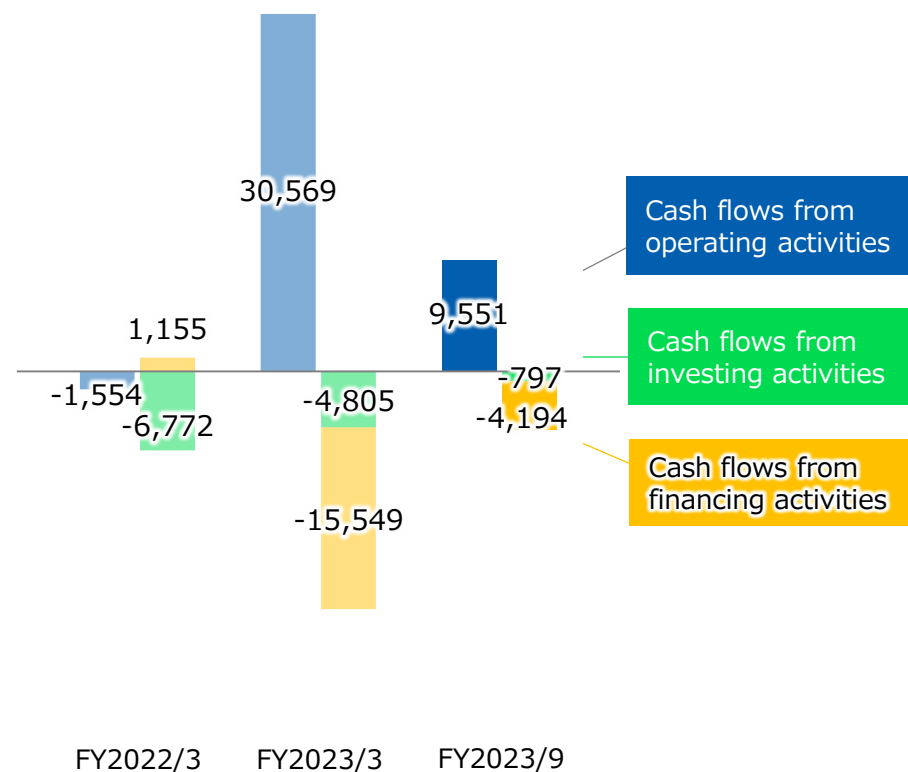 30,569
Cash flows from
operating activities
9,551
1,155
Cash flows from
investing activities
-797
-1,554
-4,805
-4,194
-6,772
Cash flows from
financing activities
-15,549
FY2022/3
FY2023/3
FY2023/9